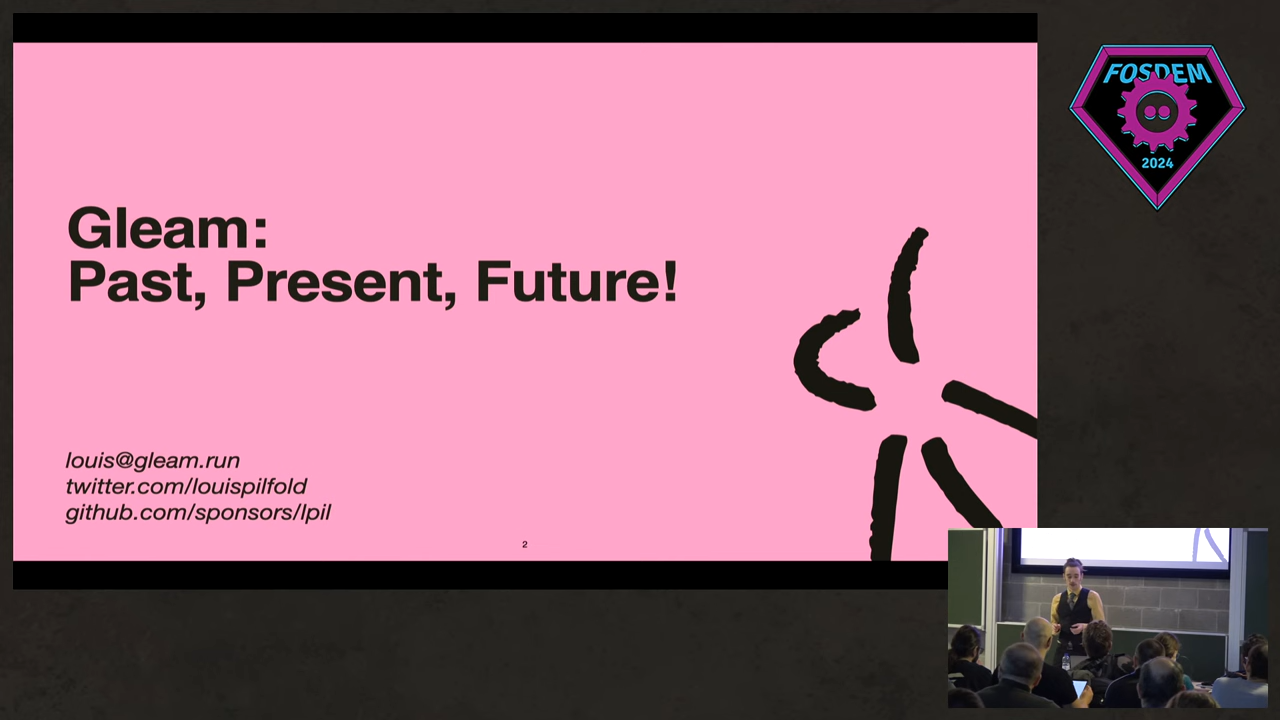 Gleam:
Past, Present, Future!
louis@gleam.run
twitter.com/louispilfold
github.com/sponsors/lpil
2
FOSDEM
2024